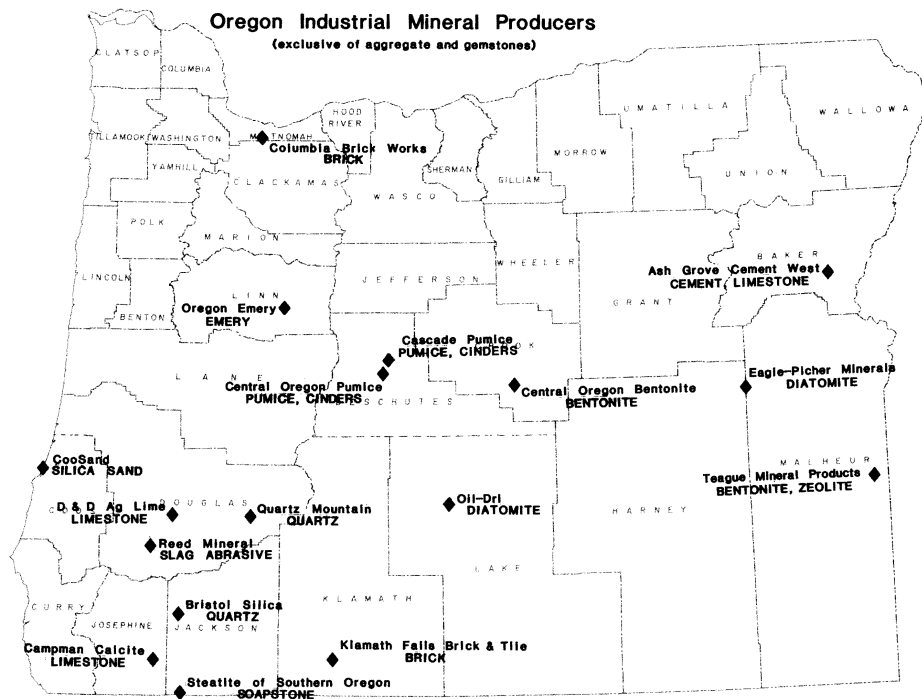 Oregon Industrial Mineral Producers
(exclusive of aggregate and gemstones)
CLATSOP
COLUMBIA
HOOD
RIVER
UMATILLA
WALLOWA
WASHINGTON
Columbia Brick Works
BRICK
YAMHILL
CLACKAMAS
SHERMAN
GILLIAM
MORROW
UNION
WASCO
POLK
MARION
LINCOLN
BENTON
LINN
JEFFERSON
WHEELER
GRANT
BAKER
Ash Grove Cement West
CEMENT, LIMESTONE
Oregon Emery
EMERY
Cascade Pumice
PUMICE, CINDERS
LANE
Central Oregon Pumice
PUMICE, CINDERS
DESCHUTES
Central Oregon Bentonite
BENTONITE
Eagle-Picher Minerals
DIATOMITE
CooSand
SILICA SAND
MALHEUR
Teague Mineral Products
BENTONITE, ZEOLITE
D & D Ag Lime
LIMESTONE
DOUGLAS
Quartz Mountain
QUARTZ
Oil-Dri
DIATOMITE
HARNEY
Reed Mineral
SLAG ABRASIVE
LAKE
CURRY
JOSEPHINE
Bristol Silica
QUARTZ
JACKSON
KLAMATH
Campman Calcite
LIMESTONE
Klamath Falls Brick & Tile
BRICK
Steatite of Southern Oregon
SOAPSTONE